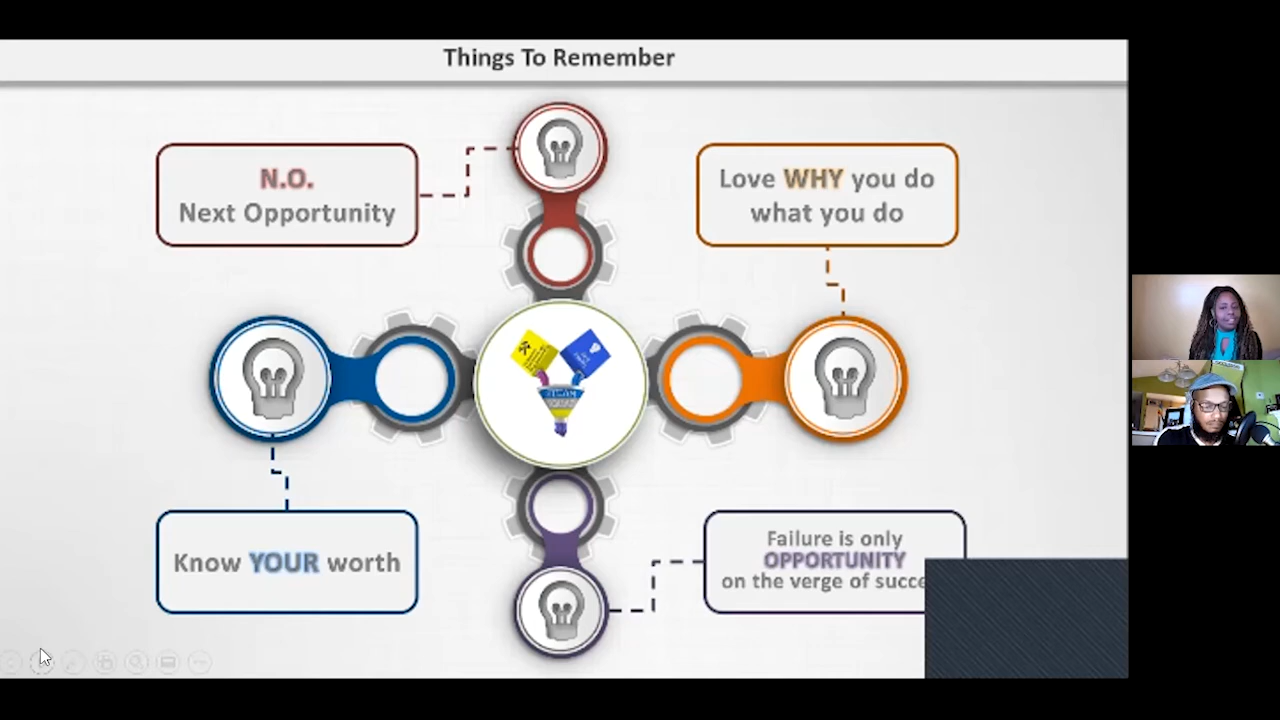 Things To Remember
N.O.
Next Opportunity
Love WHY you do
what you do
Know YOUR worth
Failure is only
OPPORTUNITY
on the verge of succe